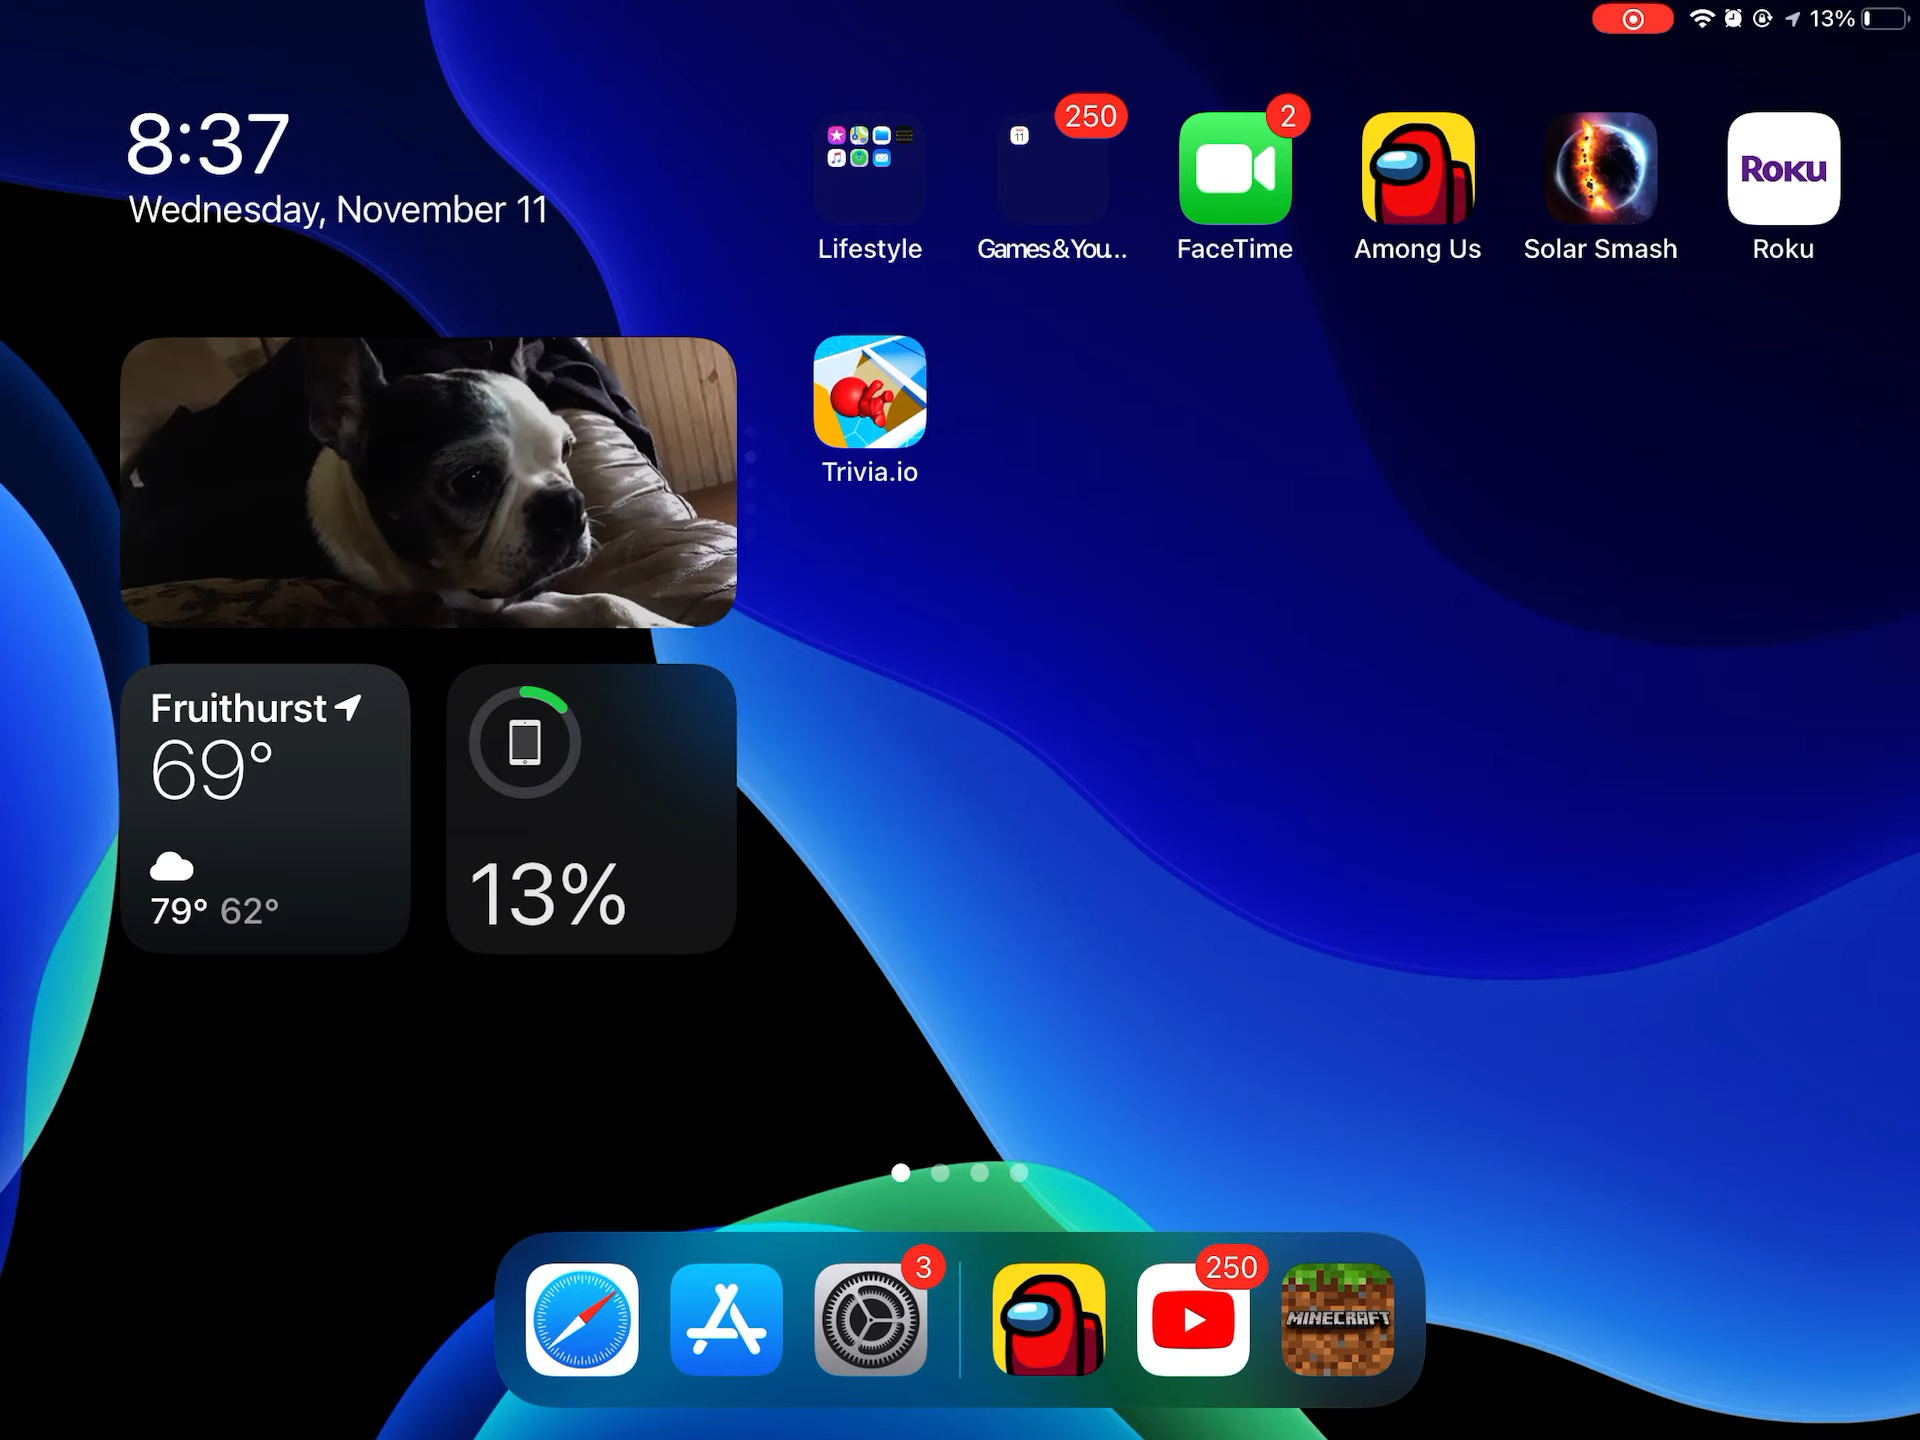 13%
8:37
Wednesday, November 11
11
250
2
Roku
Lifestyle
Games&You...
FaceTime
Among Us
Solar Smash
Roku
Trivia.io
Fruithurst
69°
79° 62°
13%
3
250
MINECRAFT